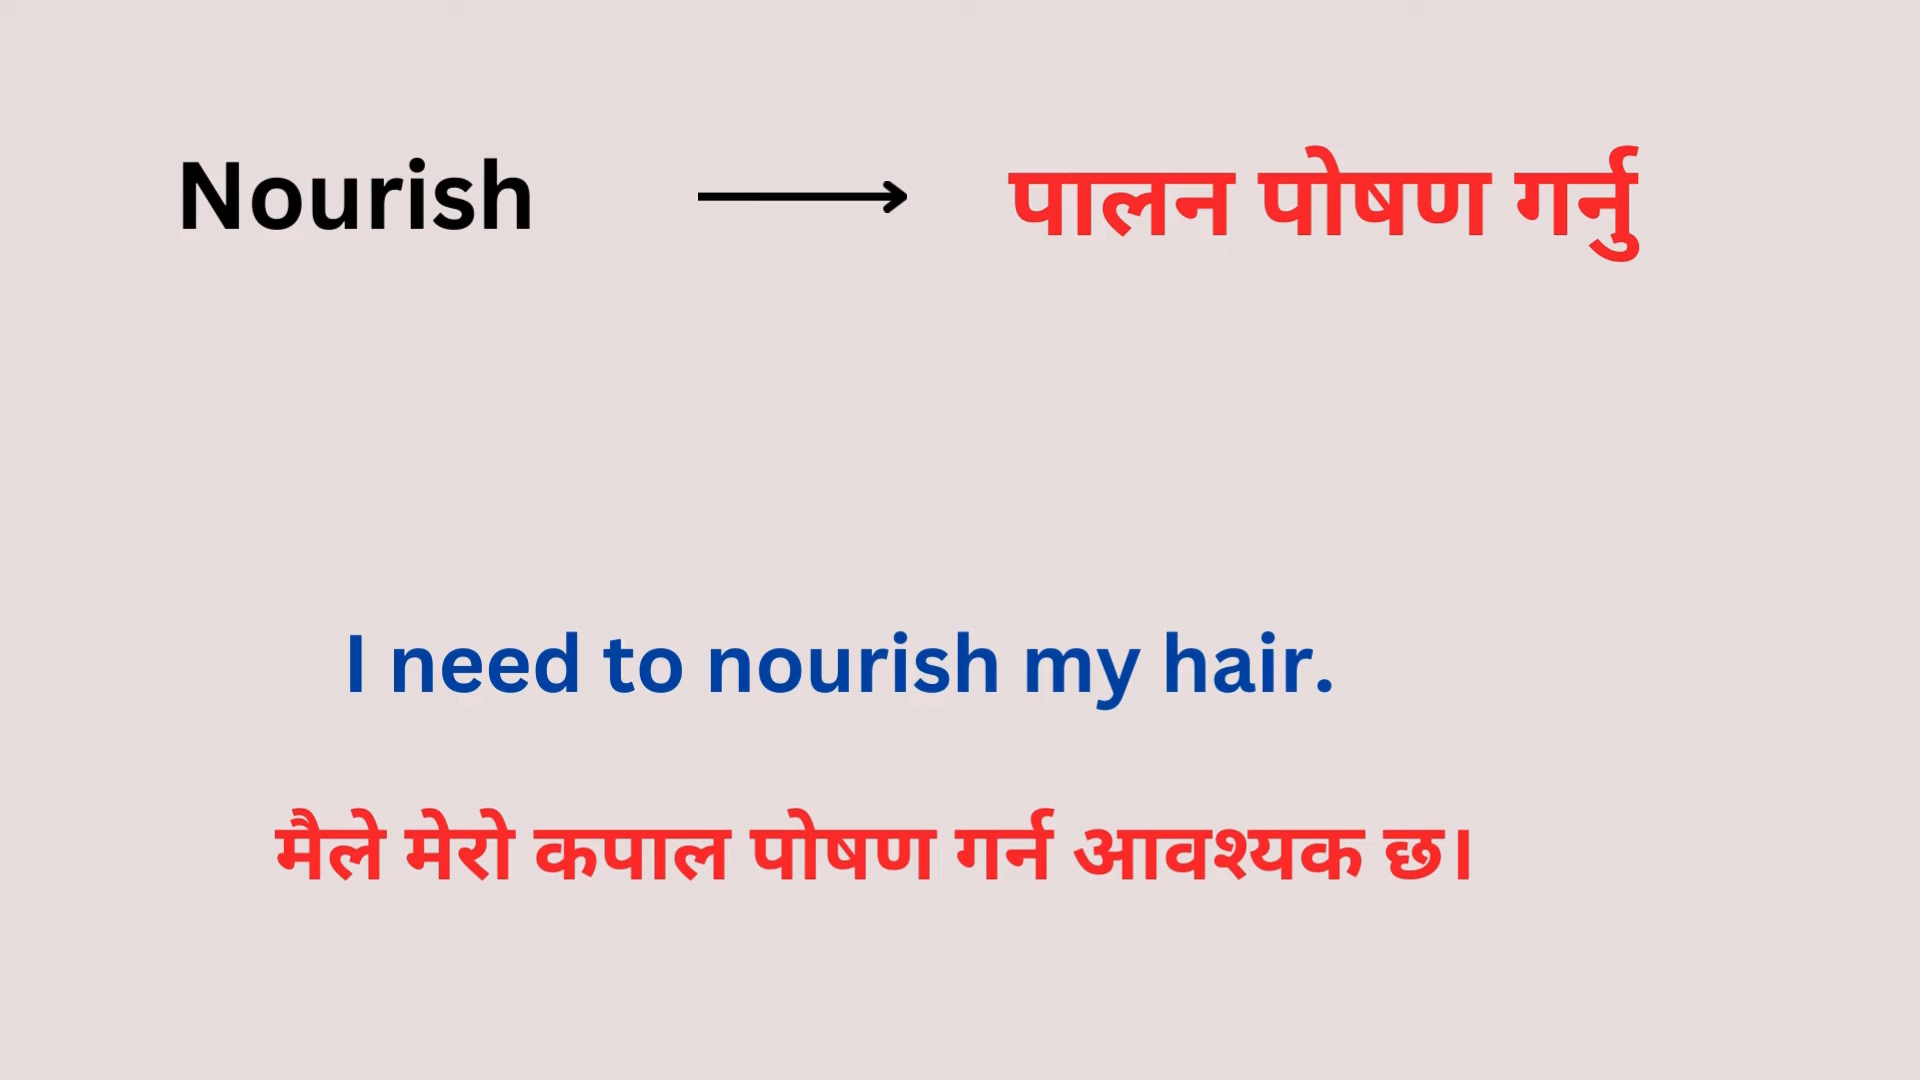 Nourish → पालन पोषण गर्नु
I need to nourish my hair.
मैले मेरो कपाल पोषण गर्न आवश्यक छ।